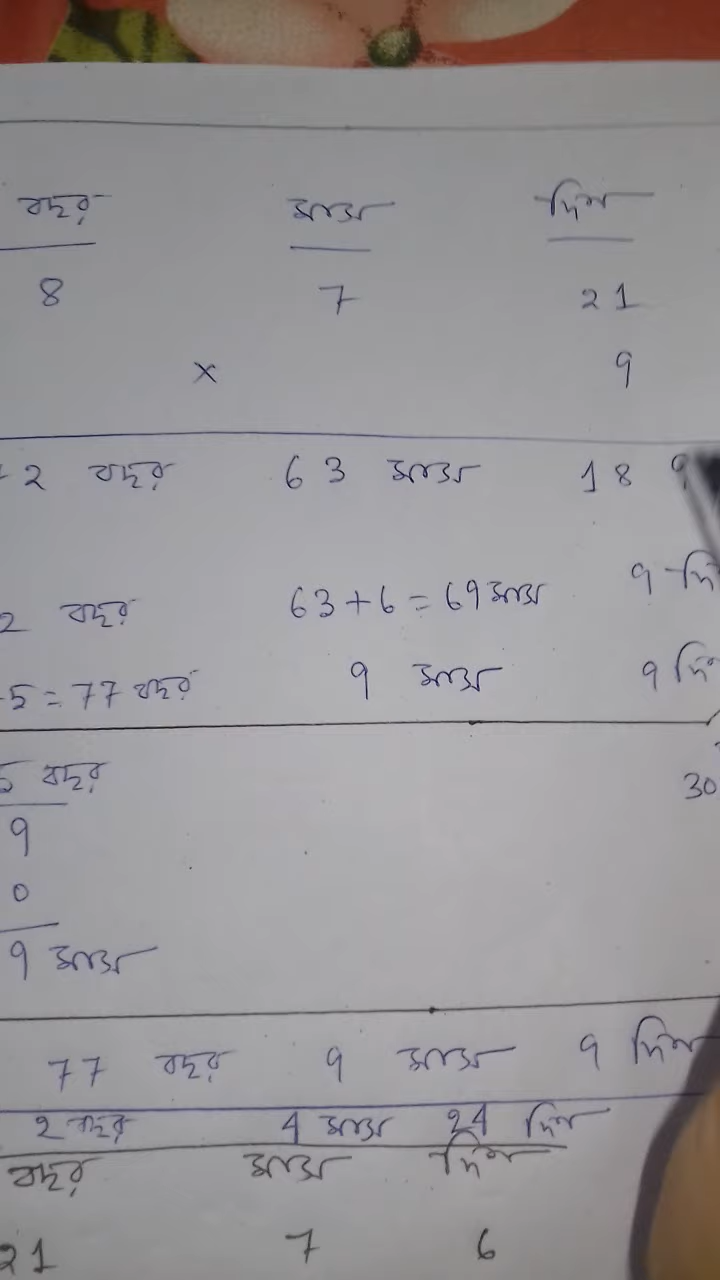 বছর মাস দিন
8 7 21
× 9
2 বছর 63 মাস 18 9
2 বছর 63+6=69 মাস 9 দি
5=77 বছর 9 মাস 9 দিন
5 বছর 30
9
0
9 মাস
77 বছর 9 মাস 9 দিন
2 বছর 4 মাস 24 দিন
বছর মাস দিন
21 7 6